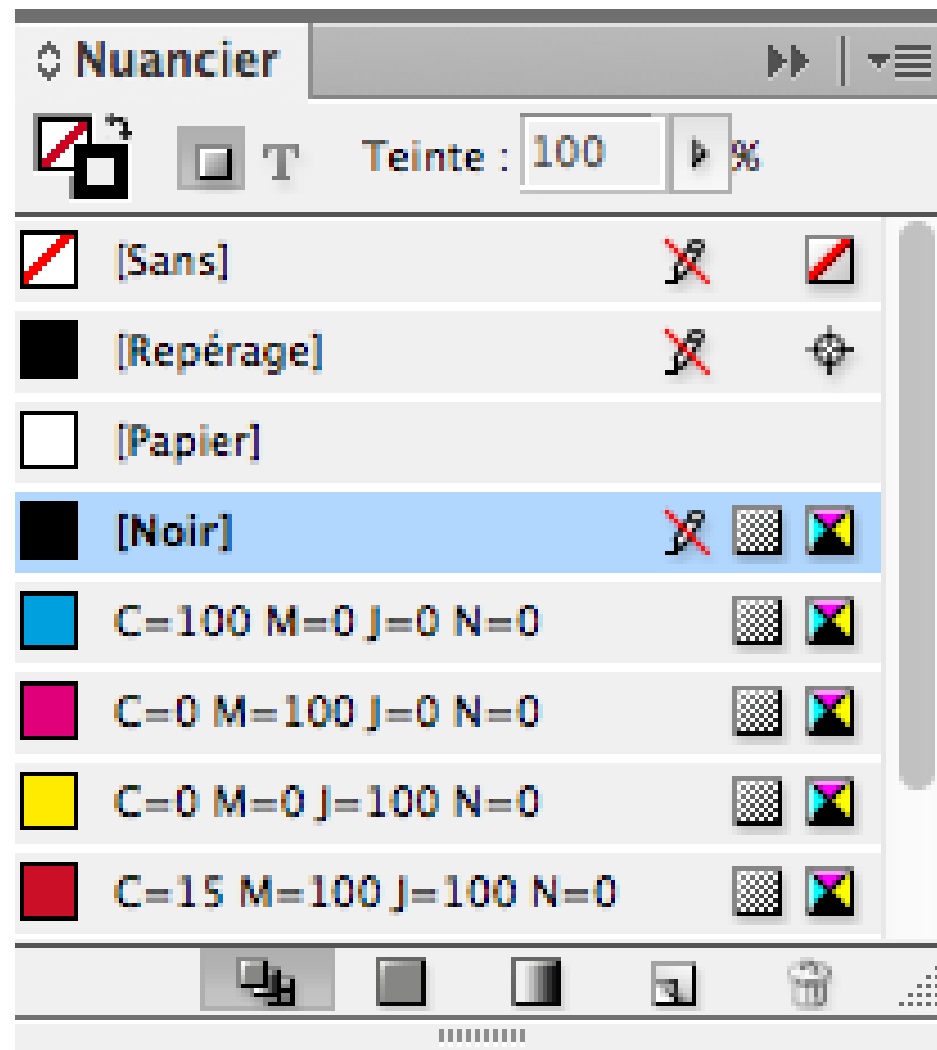 Nuancier
T Teinte : 100 %
[Sans]
[Repérage]
[Papier]
[Noir]
C=100 M=0 J=0 N=0
C=0 M=100 J=0 N=0
C=0 M=0 J=100 N=0
C=15 M=100 J=100 N=0